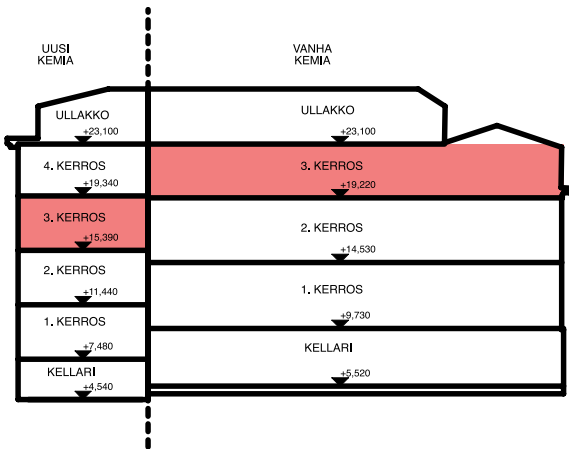 UUSI
KEMIA
ULLAKKO
+23,100
4. KERROS
+19,340
3. KERROS
+15,390
2. KERROS
+11,440
1. KERROS
+7,480
KELLARI
+4,540
VANHA
KEMIA
ULLAKKO
+23,100
3. KERROS
+19,220
2. KERROS
+14,530
1. KERROS
+9,730
KELLARI
+5,520